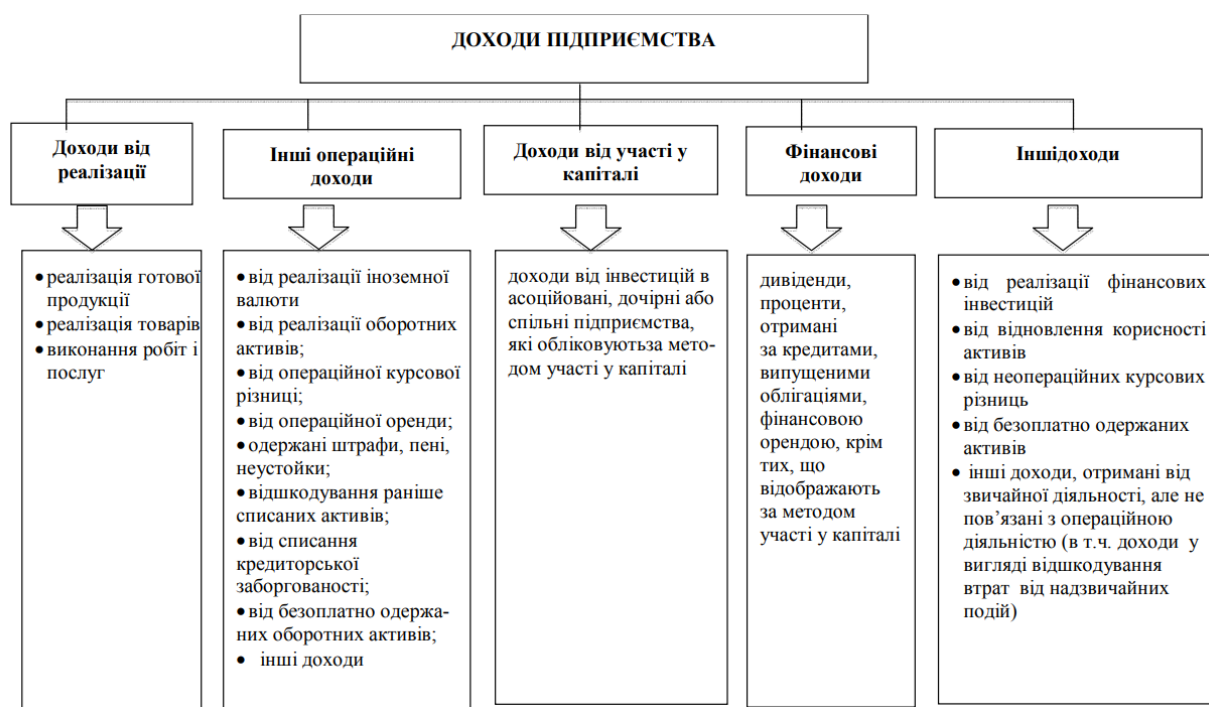 ДОХОДИ ПІДПРИЄМСТВА
Доходи від
реалізації
Інші операційні
доходи
Доходи від участі у
капіталі
Фінансові
доходи
Іншідоходи
• реалізація готової
продукції
• реалізація товарів
• виконання робіт і
послуг
• від реалізації іноземної
валюти
• від реалізації оборотних
активів;
• від операційної курсової
різниці;
• від операційної оренди;
• одержані штрафи, пені,
неустойки;
• відшкодування раніше
списаних активів;
• від списання
кредиторської
заборгованості;
• від безоплатно одержа-
них оборотних активів;
• інші доходи
доходи від інвестицій в
асоційовані, дочірні або
спільні підприємства,
які обліковуютьза мето-
дом участі у капіталі
дивіденди,
проценти,
отримані
за кредитами,
випущеними
облігаціями,
фінансовою
орендою, крім
тих, що
відображають
за методом
участі у капіталі
• від реалізації фінансових
інвестицій
• від відновлення корисності
активів
• від неопераційних курсових
різниць
• від безоплатно одержаних
активів
• інші доходи, отримані від
звичайної діяльності, але не
пов’язані з операційною
діяльністю (в т.ч. доходи у
вигляді відшкодування
втрат від надзвичайних
подій)